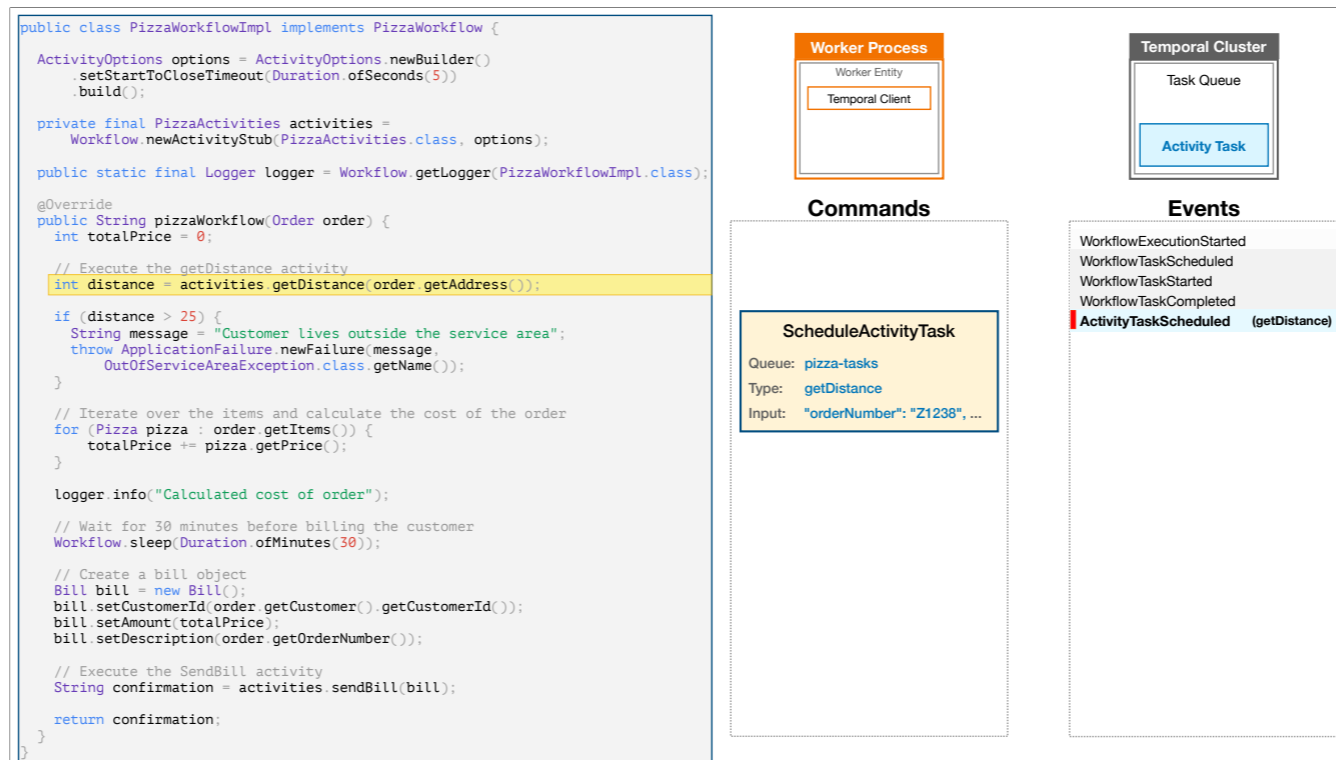 public class PizzaWorkflowImpl implements PizzaWorkflow {
ActivityOptions options = ActivityOptions.newBuilder()
.setStartToCloseTimeout(Duration.ofSeconds(5))
.build();
private final PizzaActivities activities =
Workflow.newActivityStub(PizzaActivities.class, options);
public static final Logger logger = Workflow.getLogger(PizzaWorkflowImpl.class);
@Override
public String pizzaWorkflow(Order order) {
int totalPrice = 0;
// Execute the getDistance activity
int distance = activities.getDistance(order.getAddress());
if (distance > 25) {
String message = "Customer lives outside the service area";
throw ApplicationFailure.newFailure(message,
OutOfServiceAreaException.class.getName());
}
// Iterate over the items and calculate the cost of the order
for (Pizza pizza : order.getItems()) {
totalPrice += pizza.getPrice();
}
logger.info("Calculated cost of order");
// Wait for 30 minutes before billing the customer
Workflow.sleep(Duration.ofMinutes(30));
// Create a bill object
Bill bill = new Bill();
bill.setCustomerId(order.getCustomer().getCustomerId());
bill.setAmount(totalPrice);
bill.setDescription(order.getOrderNumber());
// Execute the SendBill activity
String confirmation = activities.sendBill(bill);
return confirmation;
}
}
Worker Process
Worker Entity
Temporal Client
Temporal Cluster
Task Queue
Activity Task
Commands
ScheduleActivityTask
Queue: pizza-tasks
Type: getDistance
Input: "orderNumber": "Z1238", ...
Events
WorkflowExecutionStarted
WorkflowTaskScheduled
WorkflowTaskStarted
WorkflowTaskCompleted
ActivityTaskScheduled (getDistance)